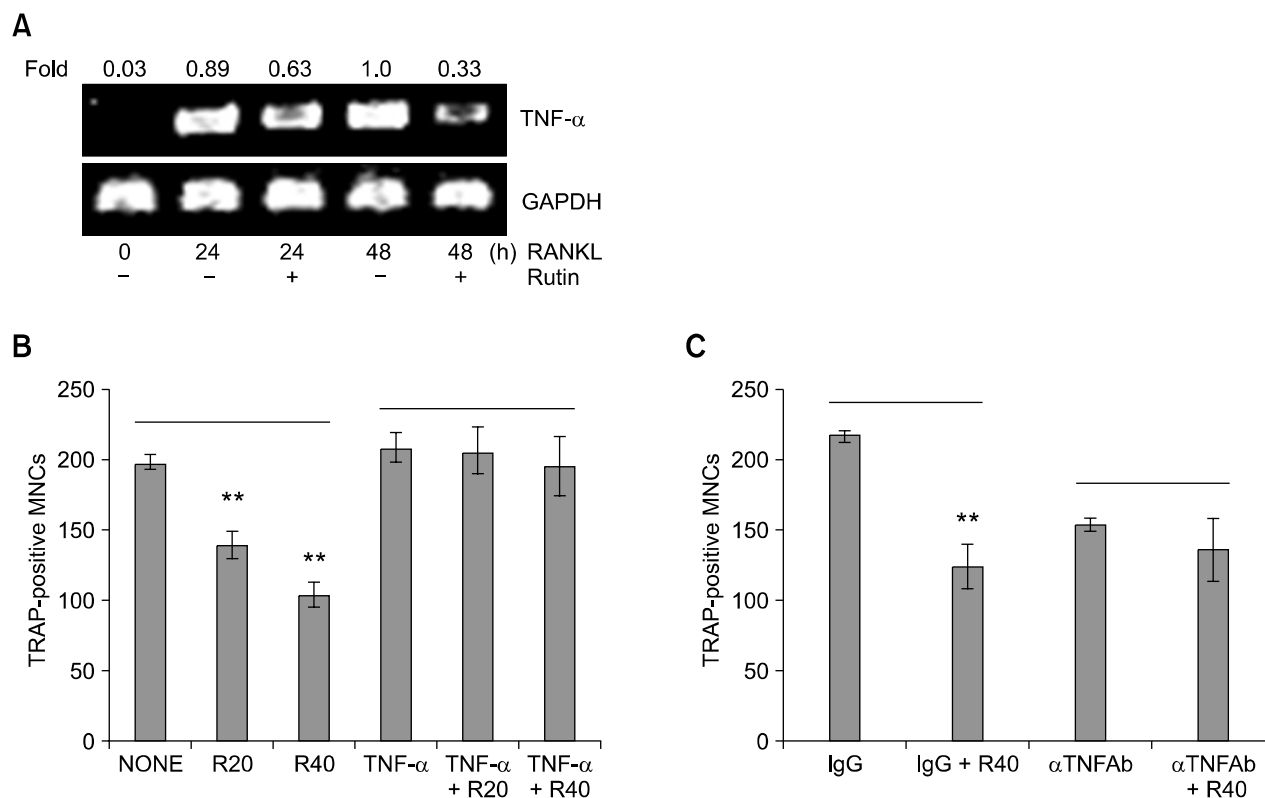 A
Fold 0.03 0.89 0.63 1.0 0.33
TNF-α
GAPDH
0 24 24 48 48 (h) RANKL
– – + – + Rutin
B
TRAP-positive MNCs
250
200
150
100
50
0
**
**
NONE R20 R40 TNF-α TNF-α TNF-α
+ R20 + R40
C
TRAP-positive MNCs
250
200
150
100
50
0
**
IgG IgG + R40 αTNFAb αTNFAb
+ R40